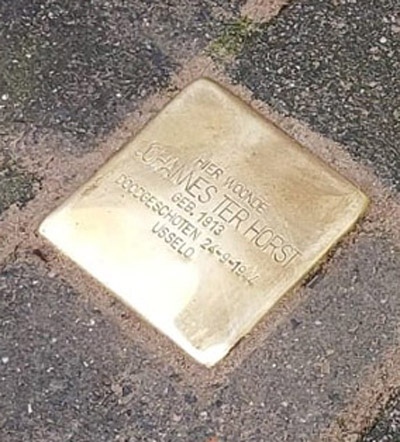 HIER WOONDE
JOHANNES TER HORST
GEB. 1913
DOODGESCHOTEN 24-9-1944
USSELO